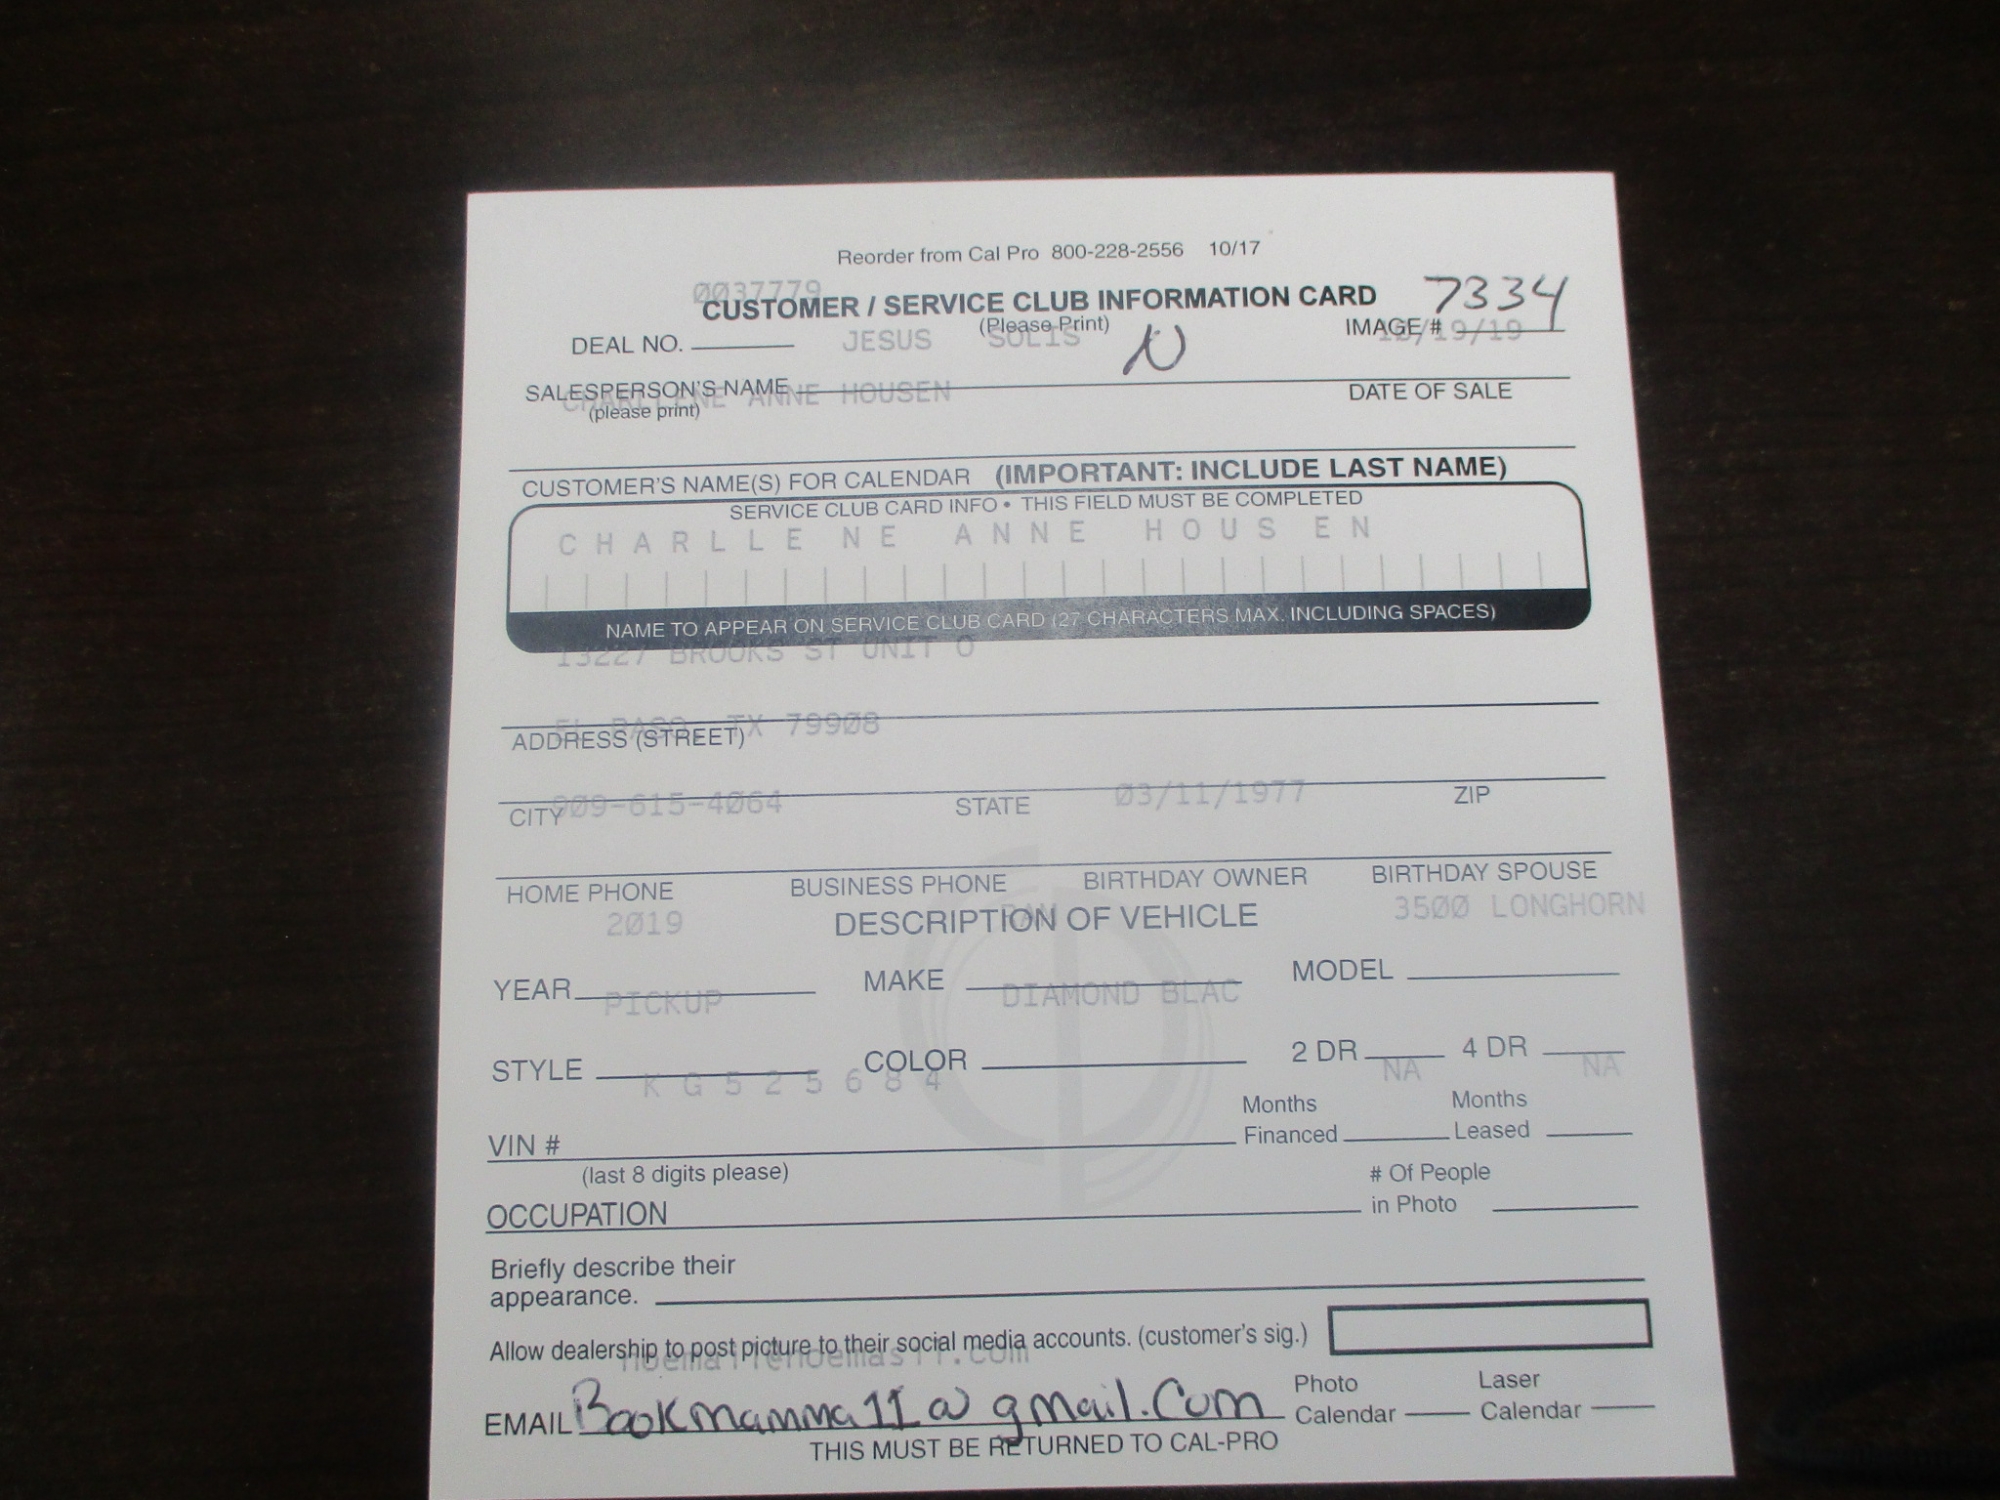 Reorder from Cal Pro 800-228-2556 10/17
0037779
CUSTOMER / SERVICE CLUB INFORMATION CARD 7334
(Please Print)
DEAL NO. JESUS SOLIS N IMAGE# /19/19
SALESPERSON'S NAME DATE OF SALE
(please print)
CHARLLENE ANNE HOUSEN
CUSTOMER'S NAME(S) FOR CALENDAR (IMPORTANT: INCLUDE LAST NAME)
SERVICE CLUB CARD INFO • THIS FIELD MUST BE COMPLETED
CHARLLENE ANNE HOUSEN
NAME TO APPEAR ON SERVICE CLUB CARD (27 CHARACTERS MAX. INCLUDING SPACES)
13227 BROOKS ST UNIT O
EL PASO, TX 79908
ADDRESS (STREET)
909-615-4064 03/11/1977
CITY STATE ZIP
HOME PHONE BUSINESS PHONE BIRTHDAY OWNER BIRTHDAY SPOUSE
2019 RAM 3500 LONGHORN
DESCRIPTION OF VEHICLE
YEAR MAKE MODEL
PICKUP DIAMOND BLAC
STYLE COLOR 2 DR 4 DR
KG525684 NA NA
VIN # Months Financed Months Leased
(last 8 digits please)
OCCUPATION # Of People in Photo
Briefly describe their
appearance.
Allow dealership to post picture to their social media accounts. (customer's sig.)
EMAIL Bookmamma11@gmail.com Photo Calendar Laser Calendar
THIS MUST BE RETURNED TO CAL-PRO